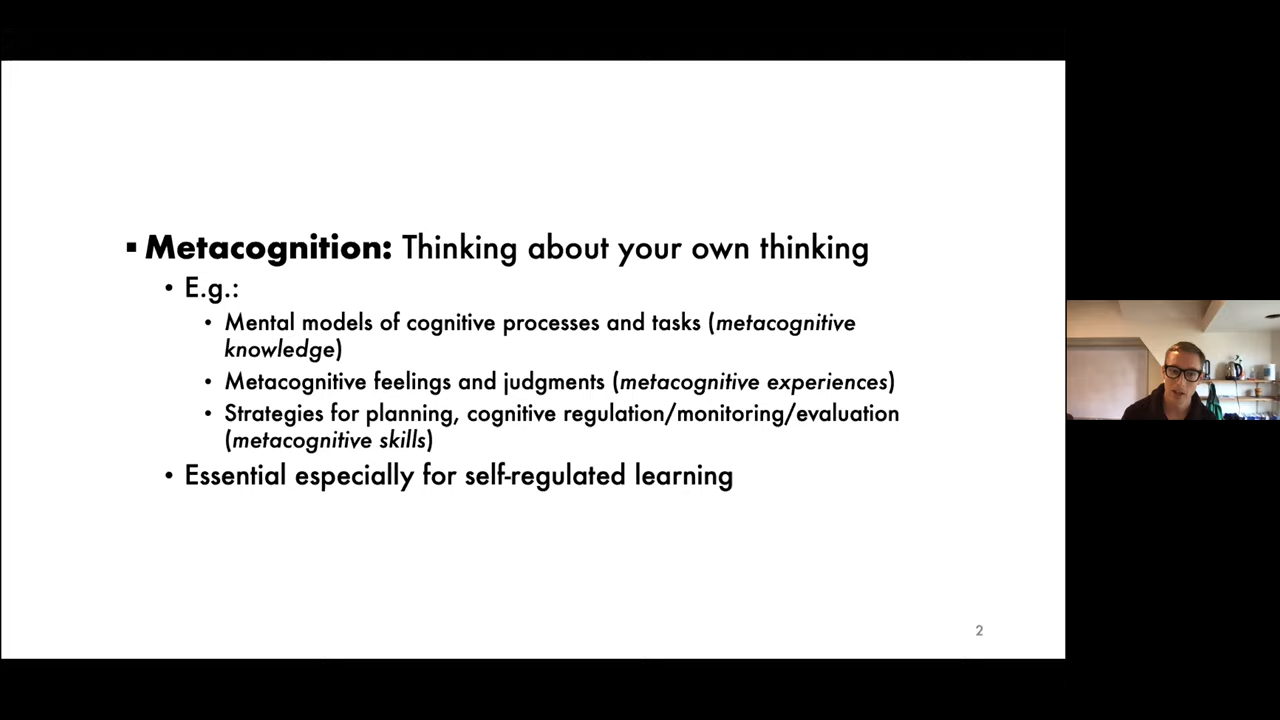 ▪ Metacognition: Thinking about your own thinking
• E.g.:
• Mental models of cognitive processes and tasks (metacognitive
knowledge)
• Metacognitive feelings and judgments (metacognitive experiences)
• Strategies for planning, cognitive regulation/monitoring/evaluation
(metacognitive skills)
• Essential especially for self-regulated learning
2